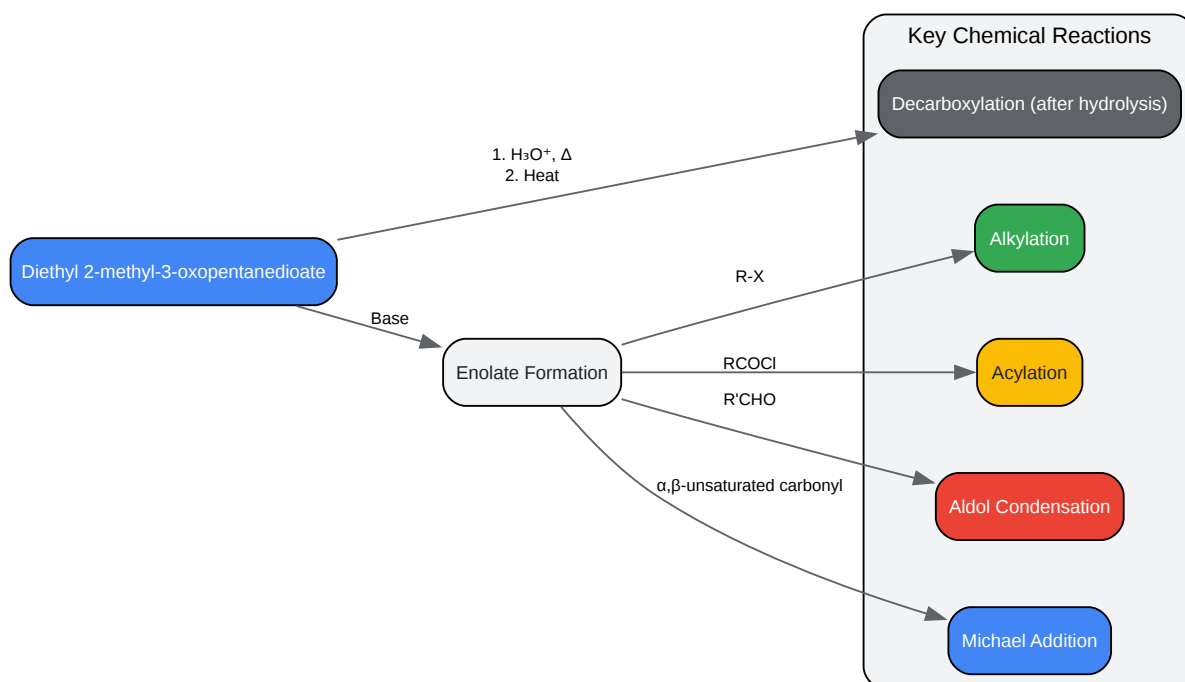 Key Chemical Reactions
Decarboxylation (after hydrolysis)
1. H₃O⁺, Δ
2. Heat
Alkylation
Diethyl 2-methyl-3-oxopentanedioate
R-X
Base
Enolate Formation
RCOCl
Acylation
R'CHO
α,β-unsaturated carbonyl
Aldol Condensation
Michael Addition